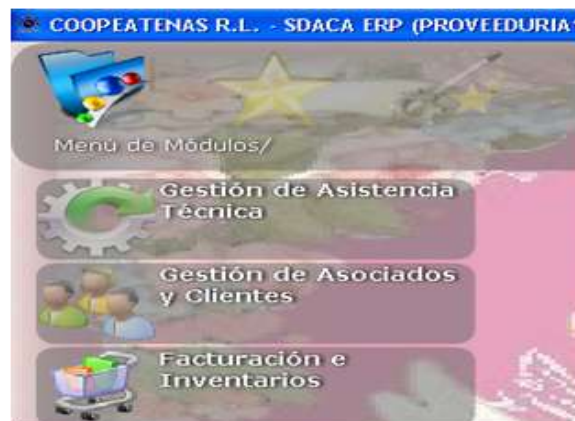 COOPEATENAS R.L. - SDACA ERP (PROVEEDURIA
Menú de Módulos/
Gestión de Asistencia
Técnica
Gestión de Asociados
y Clientes
Facturación e
Inventarios